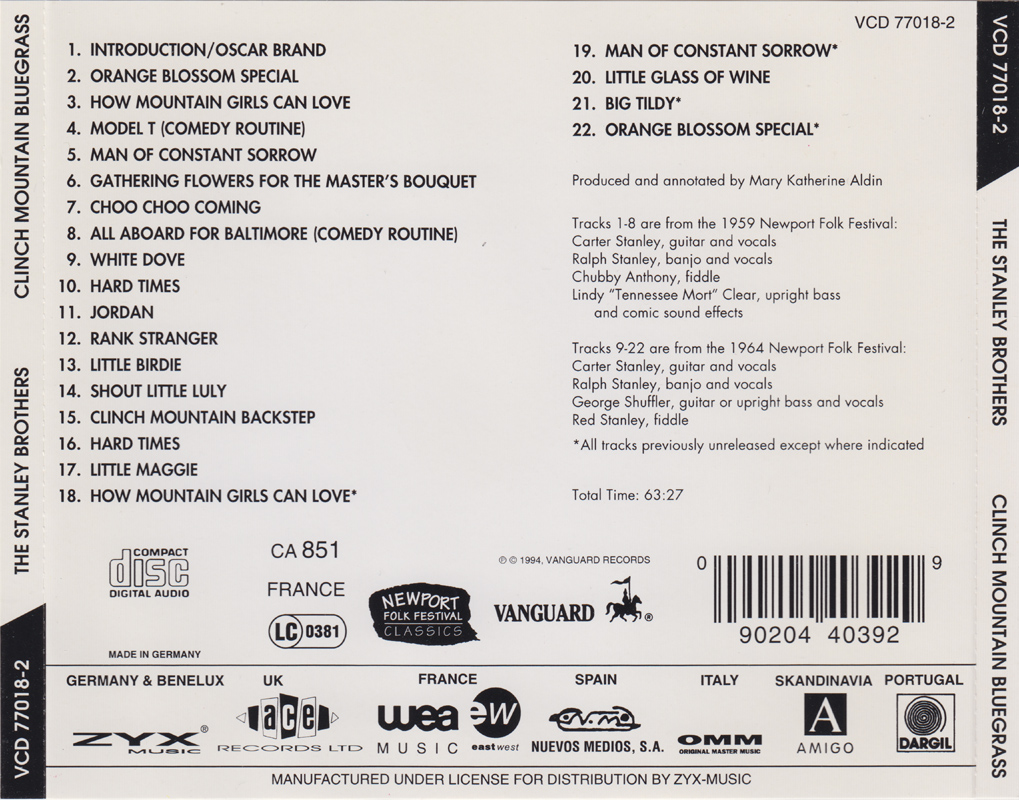 VCD 77018-2
1. INTRODUCTION/OSCAR BRAND
2. ORANGE BLOSSOM SPECIAL
3. HOW MOUNTAIN GIRLS CAN LOVE
4. MODEL T (COMEDY ROUTINE)
5. MAN OF CONSTANT SORROW
6. GATHERING FLOWERS FOR THE MASTER'S BOUQUET
7. CHOO CHOO COMING
8. ALL ABOARD FOR BALTIMORE (COMEDY ROUTINE)
9. WHITE DOVE
10. HARD TIMES
11. JORDAN
12. RANK STRANGER
13. LITTLE BIRDIE
14. SHOUT LITTLE LULY
15. CLINCH MOUNTAIN BACKSTEP
16. HARD TIMES
17. LITTLE MAGGIE
18. HOW MOUNTAIN GIRLS CAN LOVE*
19. MAN OF CONSTANT SORROW*
20. LITTLE GLASS OF WINE
21. BIG TILDY*
22. ORANGE BLOSSOM SPECIAL*
Produced and annotated by Mary Katherine Aldin
Tracks 1-8 are from the 1959 Newport Folk Festival:
Carter Stanley, guitar and vocals
Ralph Stanley, banjo and vocals
Chubby Anthony, fiddle
Lindy "Tennessee Mort" Clear, upright bass
and comic sound effects
Tracks 9-22 are from the 1964 Newport Folk Festival:
Carter Stanley, guitar and vocals
Ralph Stanley, banjo and vocals
George Shuffler, guitar or upright bass and vocals
Red Stanley, fiddle
*All tracks previously unreleased except where indicated
Total Time: 63:27
COMPACT
disc
DIGITAL AUDIO
MADE IN GERMANY
CA 851
FRANCE
LC 0381
NEWPORT
FOLK FESTIVAL
CLASSICS
℗ © 1994, VANGUARD RECORDS
VANGUARD ®
0 9
90204 40392
GERMANY & BENELUX
ZYX ®
MUSIC
UK
ace
RECORDS LTD
FRANCE
wea
MUSIC
ew
eastwest
SPAIN
NUEVOS MEDIOS, S.A.
ITALY
OMM
ORIGINAL MASTER MUSIC
SKANDINAVIA
A
AMIGO
PORTUGAL
DARGIL
MANUFACTURED UNDER LICENSE FOR DISTRIBUTION BY ZYX-MUSIC
VCD 77018-2 THE STANLEY BROTHERS CLINCH MOUNTAIN BLUEGRASS
VCD 77018-2 THE STANLEY BROTHERS CLINCH MOUNTAIN BLUEGRASS